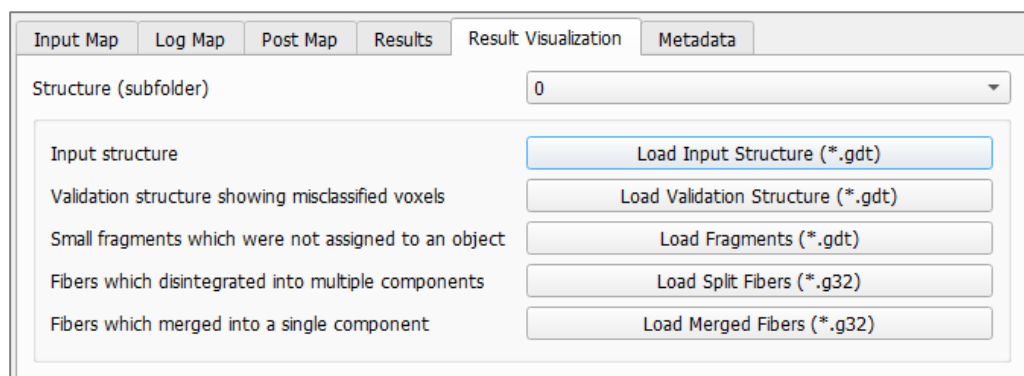 Input Map Log Map Post Map Results Result Visualization Metadata
Structure (subfolder) 0
Input structure Load Input Structure (*.gdt)
Validation structure showing misclassified voxels Load Validation Structure (*.gdt)
Small fragments which were not assigned to an object Load Fragments (*.gdt)
Fibers which disintegrated into multiple components Load Split Fibers (*.g32)
Fibers which merged into a single component Load Merged Fibers (*.g32)